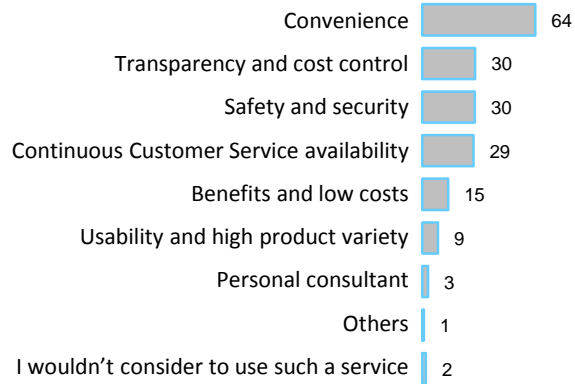 Convenience 64
Transparency and cost control 30
Safety and security 30
Continuous Customer Service availability 29
Benefits and low costs 15
Usability and high product variety 9
Personal consultant 3
Others 1
I wouldn’t consider to use such a service 2